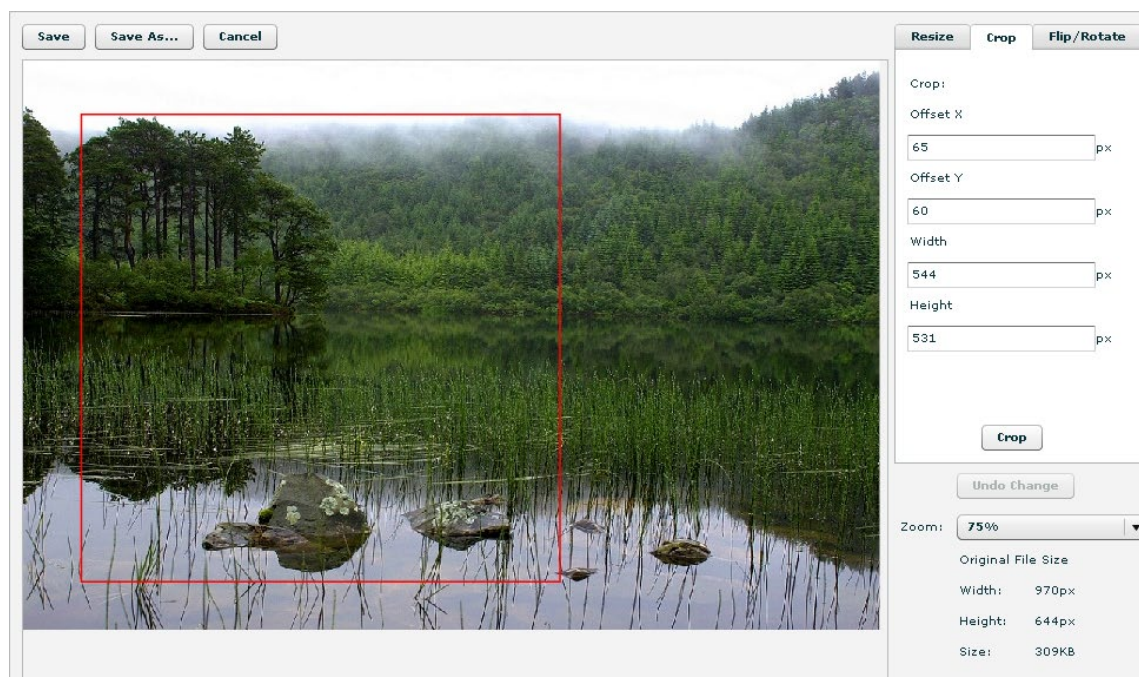 Save Save As... Cancel
Resize Crop Flip/Rotate
Crop:
Offset X
65 px
Offset Y
60 px
Width
544 px
Height
531 px
Crop
Undo Change
Zoom: 75%
Original File Size
Width: 970px
Height: 644px
Size: 309KB